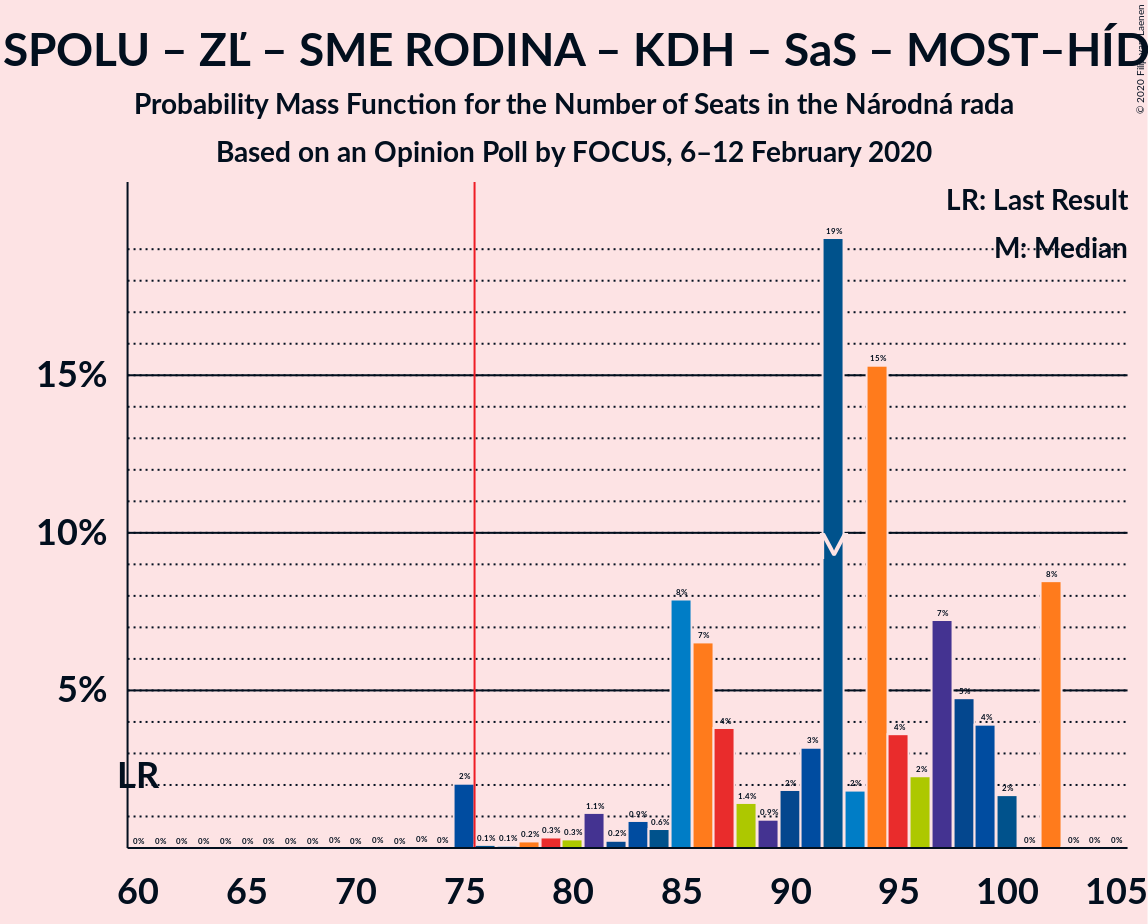 SPOLU – ZĽ – SME RODINA – KDH – SaS – MOST–HÍD
Probability Mass Function for the Number of Seats in the Národná rada
Based on an Opinion Poll by FOCUS, 6–12 February 2020
© 2020 Filip van Laenen
LR: Last Result
M: Median
15%
10%
5%
LR
0% 0% 0% 0% 0% 0% 0% 0% 0% 0% 0% 0% 0% 0% 0% 2% 0.1% 0.1% 0.2% 0.3% 0.3% 1.1% 0.2% 0.9% 0.6% 8% 7% 4% 1.4% 0.9% 2% 3% 19% 2% 15% 4% 2% 7% 5% 4% 2% 0% 8% 0% 0% 0%
60 65 70 75 80 85 90 95 100 105